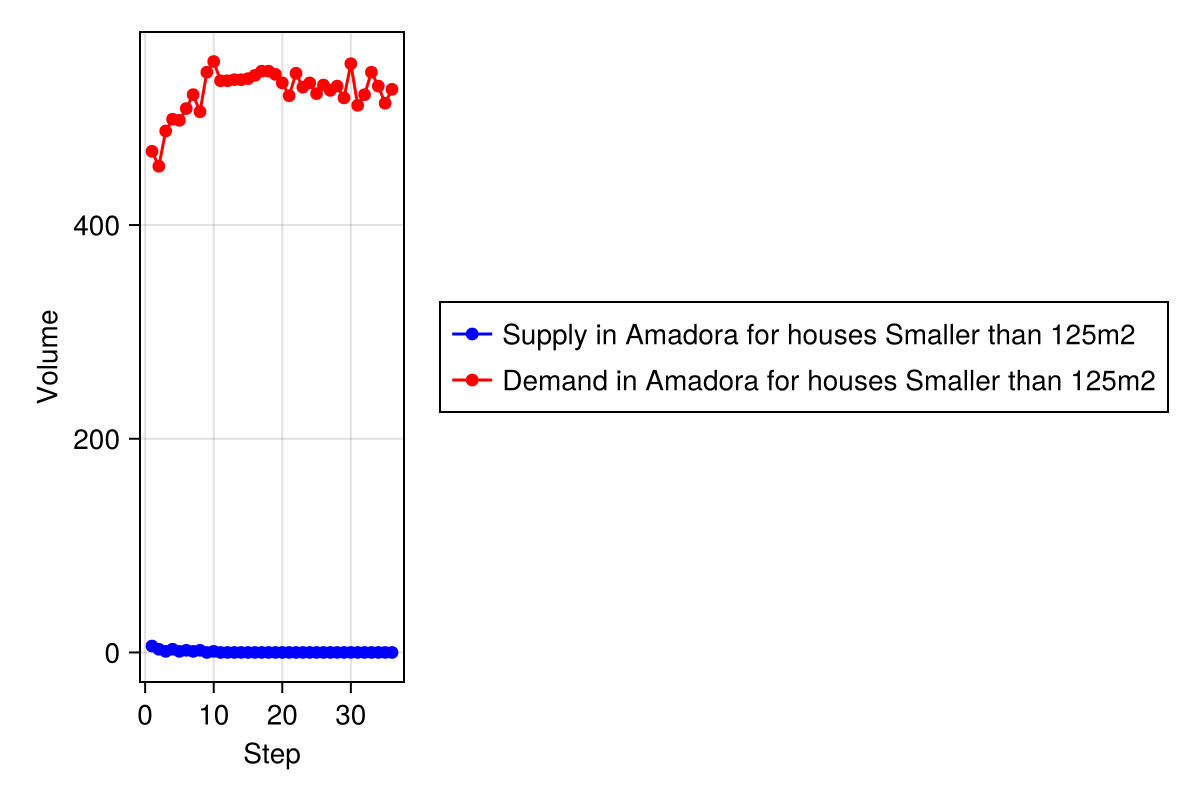 400
200
0
Volume
0 10 20 30
Step
Supply in Amadora for houses Smaller than 125m2
Demand in Amadora for houses Smaller than 125m2